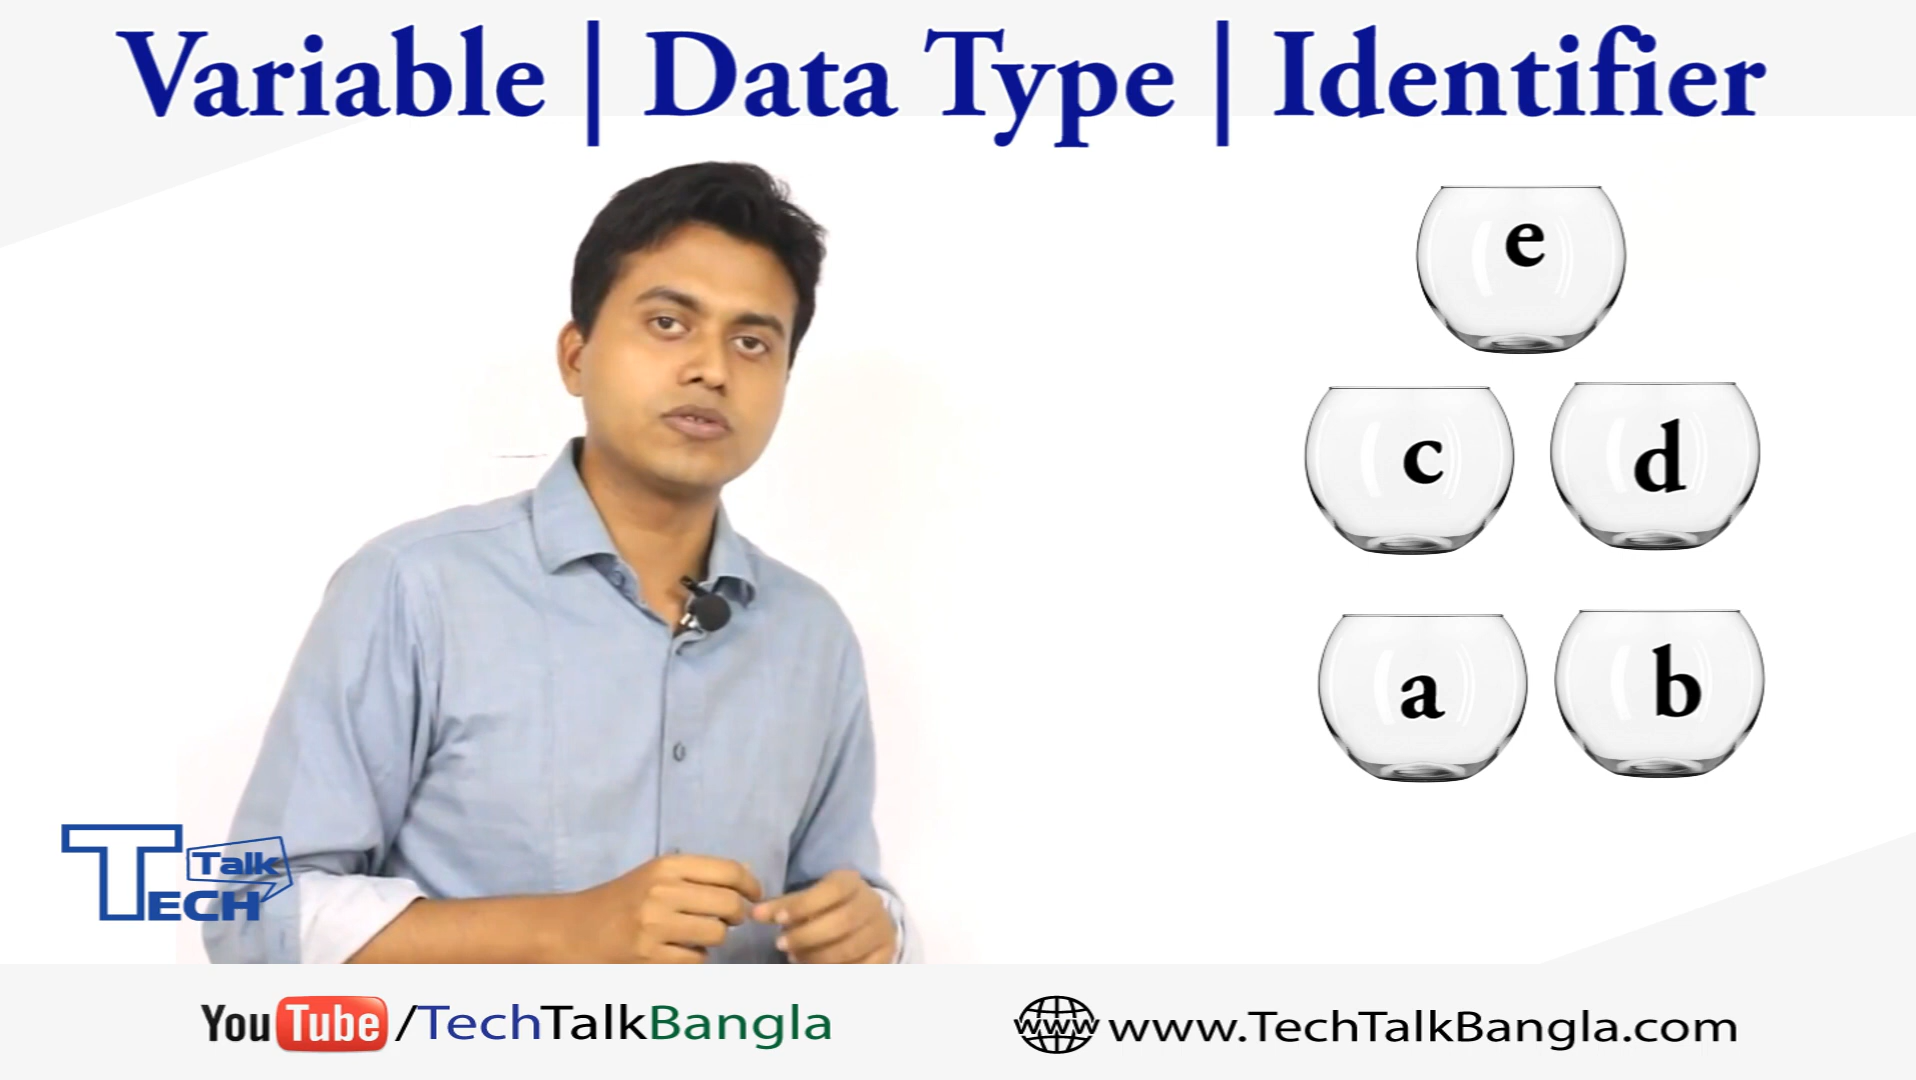 Variable | Data Type | Identifier
e
c d
a b
Talk
TECH
YouTube /TechTalkBangla
www www.TechTalkBangla.com